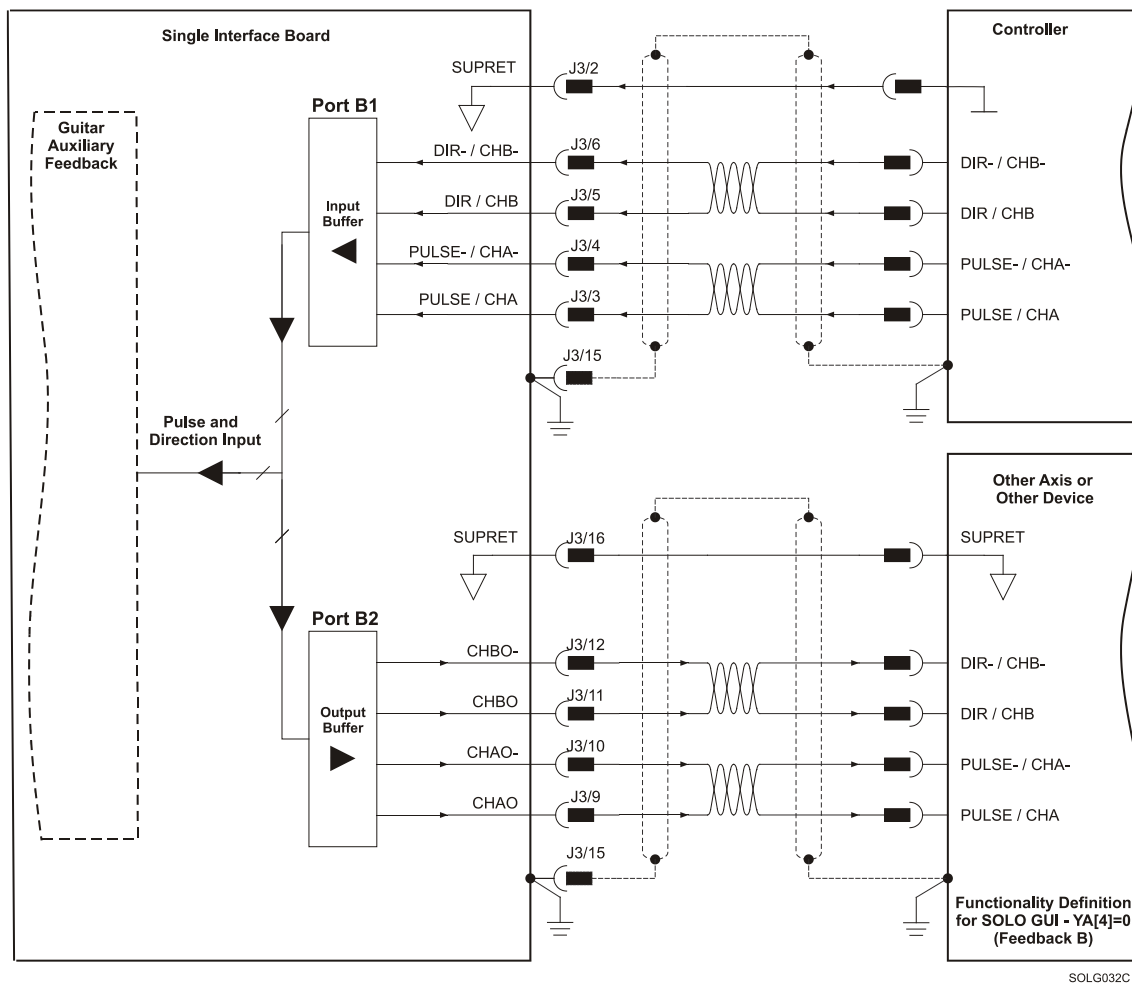 Single Interface Board
Controller
SUPRET
J3/2
Port B1
Guitar
Auxiliary
Feedback
Input
Buffer
DIR- / CHB-
J3/6
DIR- / CHB-
DIR / CHB
J3/5
DIR / CHB
PULSE- / CHA-
J3/4
PULSE- / CHA-
PULSE / CHA
J3/3
PULSE / CHA
J3/15
Pulse and
Direction Input
Other Axis or
Other Device
SUPRET
J3/16
SUPRET
Port B2
Output
Buffer
CHBO-
J3/12
DIR- / CHB-
CHBO
J3/11
DIR / CHB
CHAO-
J3/10
PULSE- / CHA-
CHAO
J3/9
PULSE / CHA
J3/15
Functionality Definition
for SOLO GUI - YA[4]=0
(Feedback B)
SOLG032C